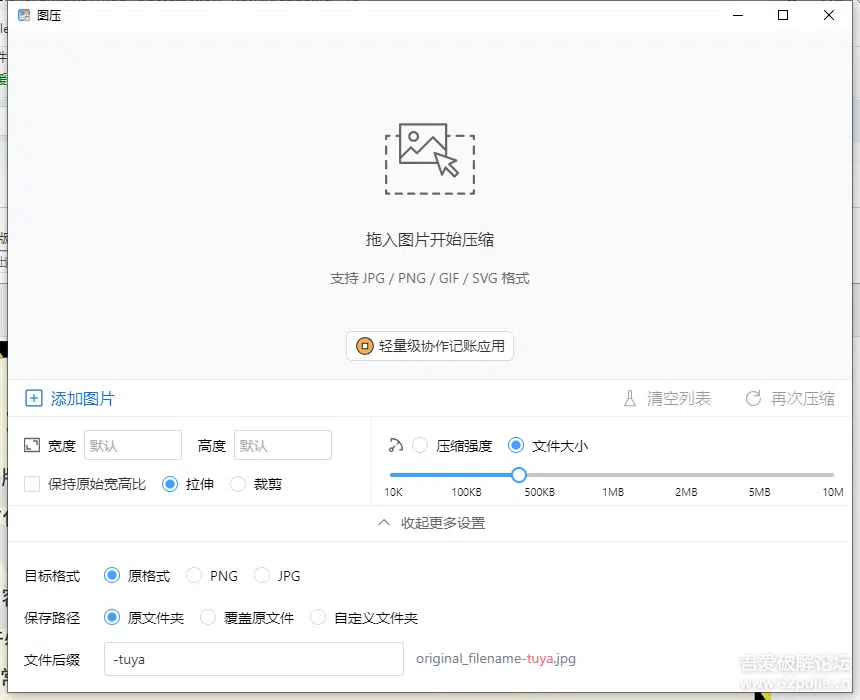 图压
拖入图片开始压缩
支持 JPG / PNG / GIF / SVG 格式
轻量级协作记账应用
添加图片 清空列表 再次压缩
宽度 默认 高度 默认 压缩强度 文件大小
保持原始宽高比 拉伸 裁剪
10K 100KB 500KB 1MB 2MB 5MB 10M
收起更多设置
目标格式 原格式 PNG JPG
保存路径 原文件夹 覆盖原文件 自定义文件夹
文件后缀 -tuya original_filename-tuya.jpg
吾爱破解论坛
www.52pojie.cn